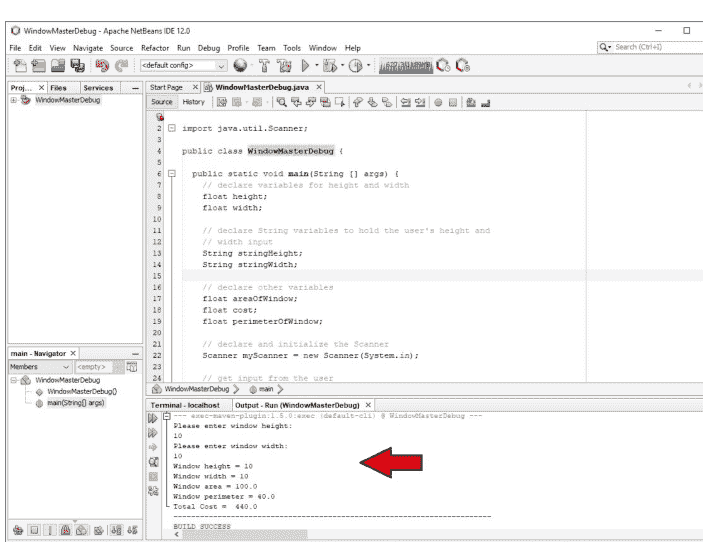 WindowMasterDebug - Apache NetBeans IDE 12.0
File Edit View Navigate Source Refactor Run Debug Profile Team Tools Window Help
Search (Ctrl+I)
<default config>
Proj... × Files Services
WindowMasterDebug
Start Page × WindowMasterDebug.java ×
Source History
2 import java.util.Scanner;
3
4 public class WindowMasterDebug {
5
6 public static void main(String [] args) {
7 // declare variables for height and width
8 float height;
9 float width;
10
11 // declare String variables to hold the user's height and
12 // width input
13 String stringHeight;
14 String stringWidth;
15
16 // declare other variables
17 float areaOfWindow;
18 float cost;
19 float perimeterOfWindow;
20
21 // declare and initialize the Scanner
22 Scanner myScanner = new Scanner(System.in);
23
24 // get input from the user
WindowMasterDebug main
main - Navigator ×
Members <empty>
WindowMasterDebug
WindowMasterDebug()
main(String[] args)
Terminal - localhost Output - Run (WindowMasterDebug) ×
--- exec-maven-plugin:1.5.0:exec (default-cli) @ WindowMasterDebug ---
Please enter window height:
10
Please enter window width:
10
Window height = 10
Window width = 10
Window area = 100.0
Window perimeter = 40.0
Total Cost = 440.0
------------------------------------------------------------------------
BUILD SUCCESS